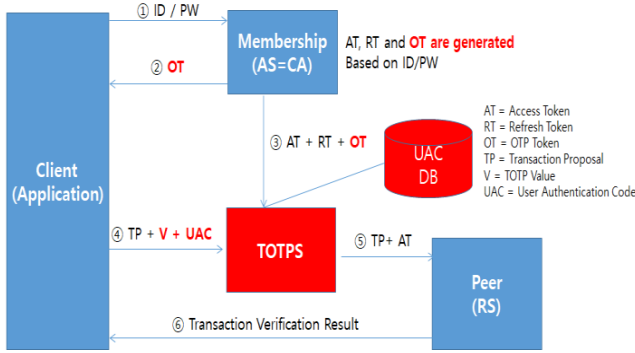 ① ID / PW
Membership
(AS=CA)
AT, RT and OT are generated
Based on ID/PW
② OT
③ AT + RT + OT
AT = Access Token
RT = Refresh Token
OT = OTP Token
TP = Transaction Proposal
V = TOTP Value
UAC = User Authentication Code
UAC
DB
Client
(Application)
④ TP + V + UAC
TOTPS
⑤ TP+ AT
Peer
(RS)
⑥ Transaction Verification Result